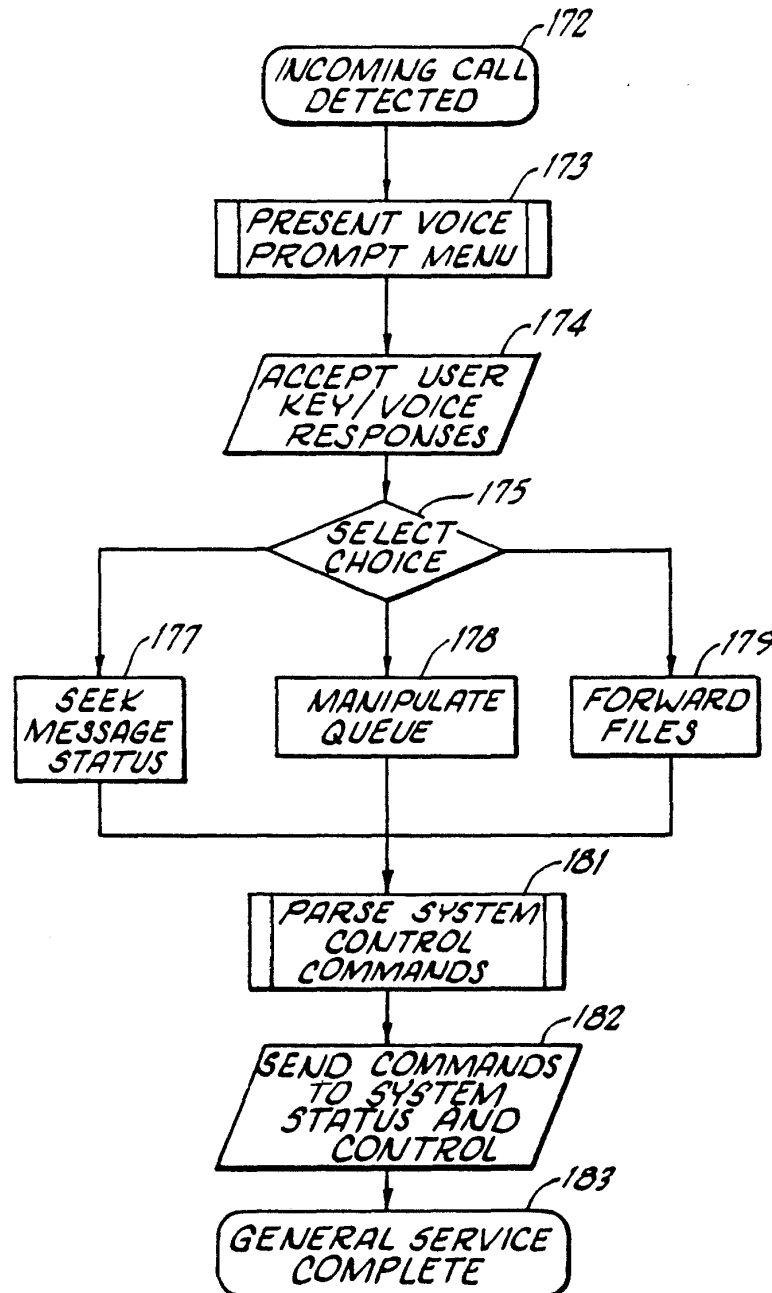 172
INCOMING CALL
DETECTED
173
PRESENT VOICE
PROMPT MENU
174
ACCEPT USER
KEY/VOICE
RESPONSES
175
SELECT
CHOICE
177
SEEK
MESSAGE
STATUS
178
MANIPULATE
QUEUE
179
FORWARD
FILES
181
PARSE SYSTEM
CONTROL
COMMANDS
182
SEND COMMANDS
TO SYSTEM
STATUS AND
CONTROL
183
GENERAL SERVICE
COMPLETE